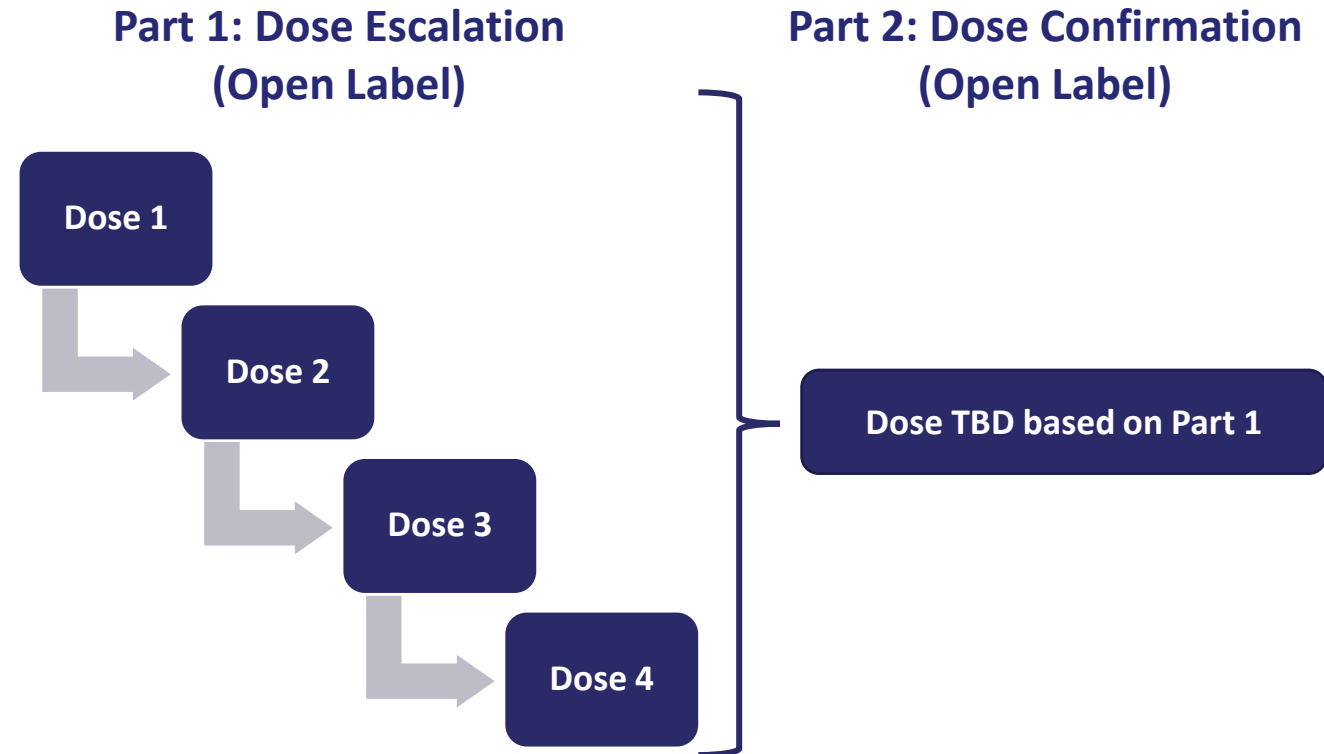 Part 1: Dose Escalation
(Open Label)
Part 2: Dose Confirmation
(Open Label)
Dose 1
Dose 2
Dose 3
Dose 4
Dose TBD based on Part 1